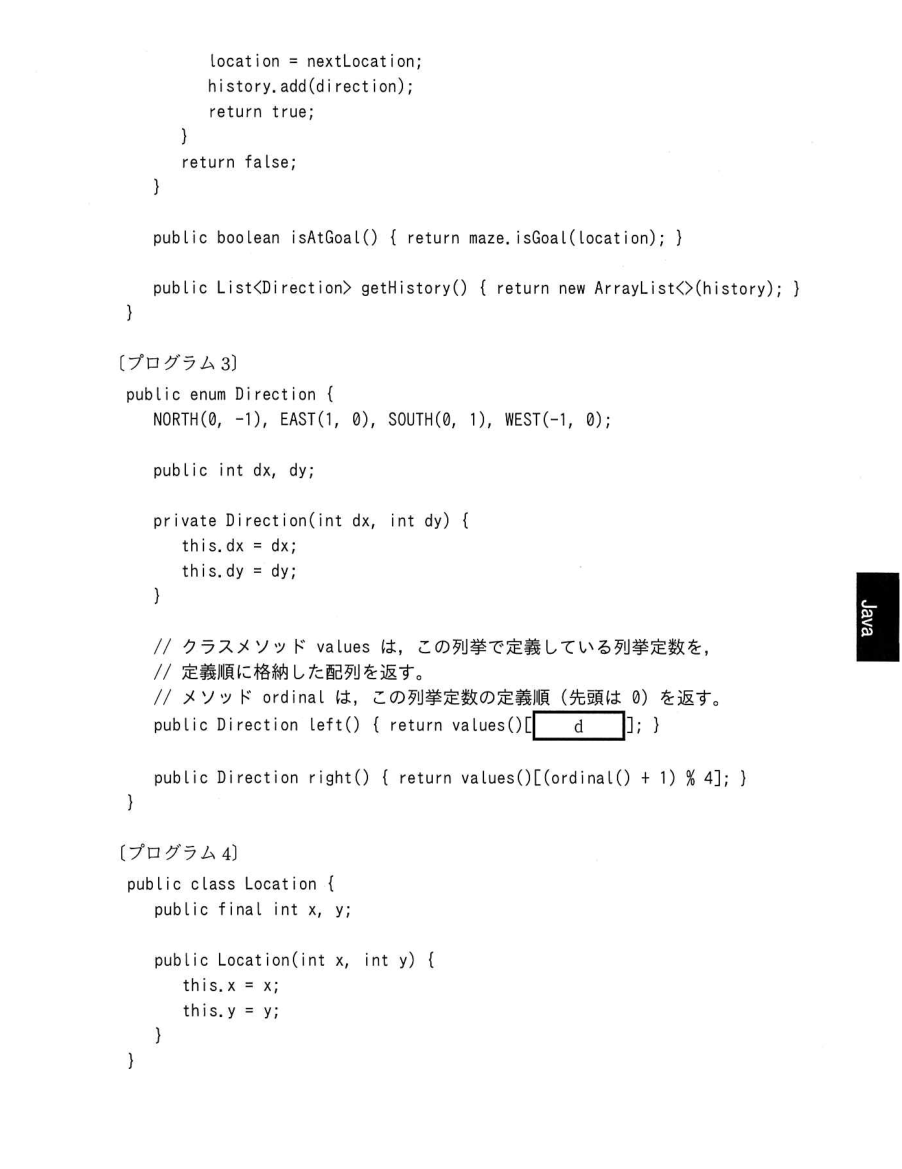 location = nextLocation;
history.add(direction);
return true;
}
return false;
}
public boolean isAtGoal() { return maze.isGoal(location); }
public List<Direction> getHistory() { return new ArrayList<>(history); }
}
〔プログラム 3〕
public enum Direction {
NORTH(0, -1), EAST(1, 0), SOUTH(0, 1), WEST(-1, 0);
public int dx, dy;
private Direction(int dx, int dy) {
this.dx = dx;
this.dy = dy;
}
// クラスメソッド values は，この列挙で定義している列挙定数を，
// 定義順に格納した配列を返す。
// メソッド ordinal は，この列挙定数の定義順（先頭は 0）を返す。
public Direction left() { return values()[ d ]; }
public Direction right() { return values()[(ordinal() + 1) % 4]; }
}
〔プログラム 4〕
public class Location {
public final int x, y;
public Location(int x, int y) {
this.x = x;
this.y = y;
}
}
Java